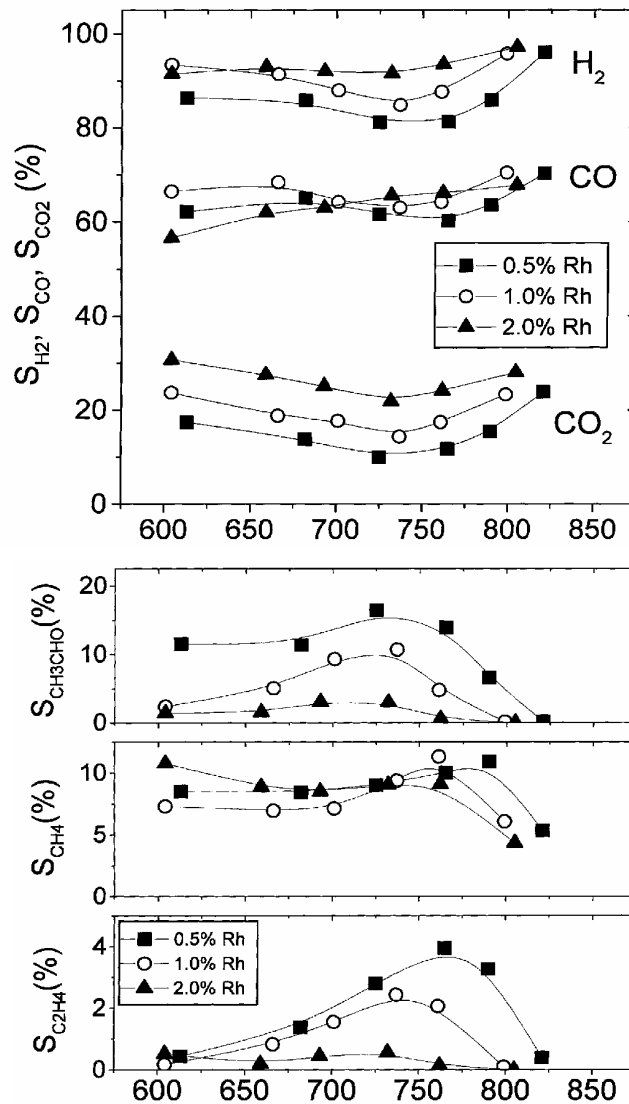 100
80
60
40
20
0
S_H2, S_CO, S_CO2 (%)
H2
CO
CO2
0.5% Rh
1.0% Rh
2.0% Rh
600 650 700 750 800 850
20
10
0
S_CH3CHO(%)
10
5
0
S_CH4(%)
4
2
0
S_C2H4(%)
0.5% Rh
1.0% Rh
2.0% Rh
600 650 700 750 800 850